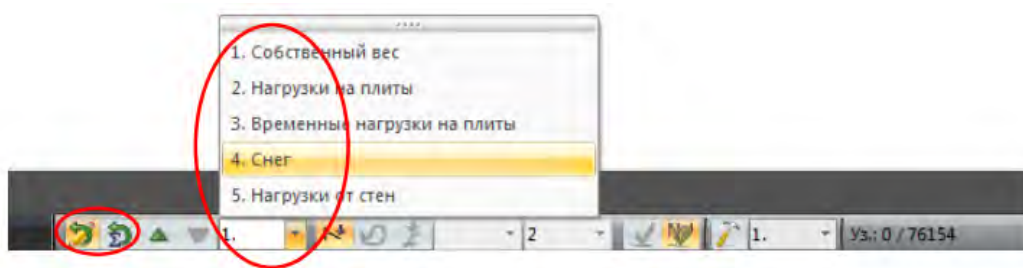 1. Собственный вес
2. Нагрузки на плиты
3. Временные нагрузки на плиты
4. Снег
5. Нагрузки от стен
1. 2 1. Уз.: 0 / 76154